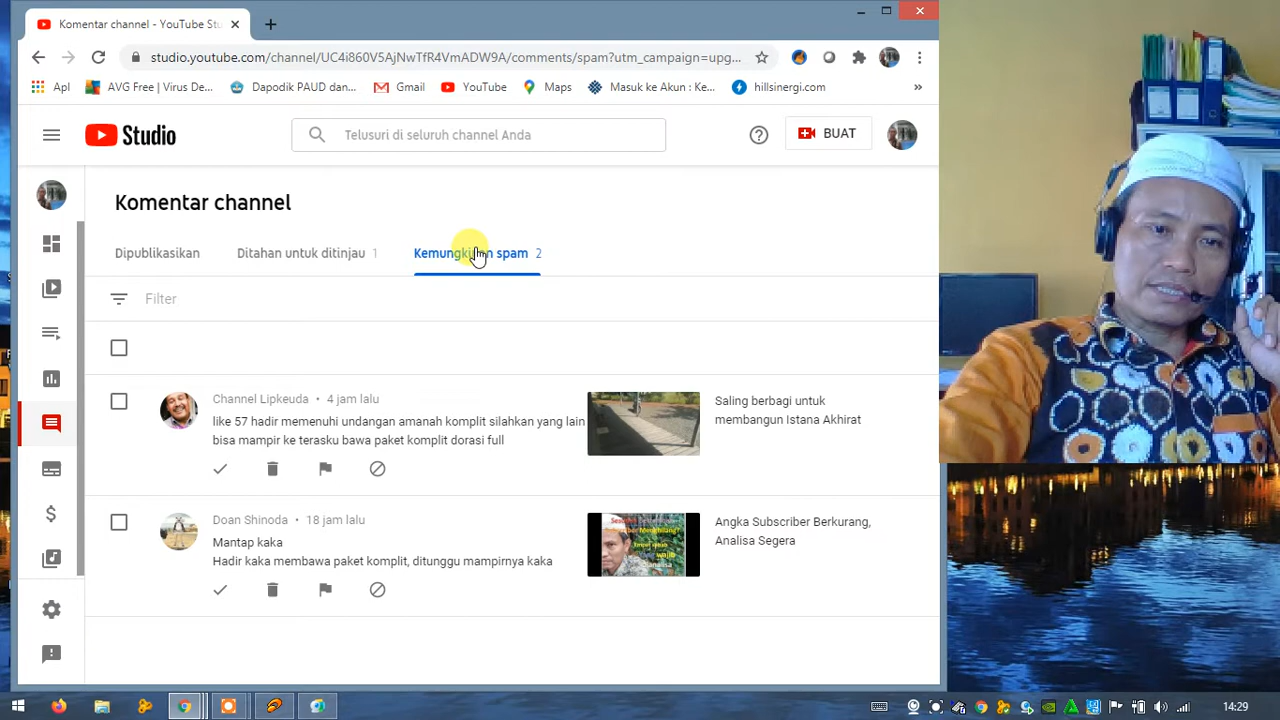 Komentar channel - YouTube Stu
studio.youtube.com/channel/UC4i860V5AjNwTfR4VmADW9A/comments/spam?utm_campaign=upg...
Apl
AVG Free | Virus De...
Dapodik PAUD dan...
Gmail
YouTube
Maps
Masuk ke Akun : Ke...
hillsinergi.com
Studio
Telusuri di seluruh channel Anda
BUAT
Komentar channel
Dipublikasikan
Ditahan untuk ditinjau 1
Kemungkinan spam 2
Filter
Channel Lipkeuda • 4 jam lalu
like 57 hadir memenuhi undangan amanah komplit silahkan yang lain
bisa mampir ke terasku bawa paket komplit dorasi full
Saling berbagi untuk
membangun Istana Akhirat
Doan Shinoda • 18 jam lalu
Mantap kaka
Hadir kaka membawa paket komplit, ditunggu mampirnya kaka
Angka Subscriber Berkurang,
Analisa Segera
14:29